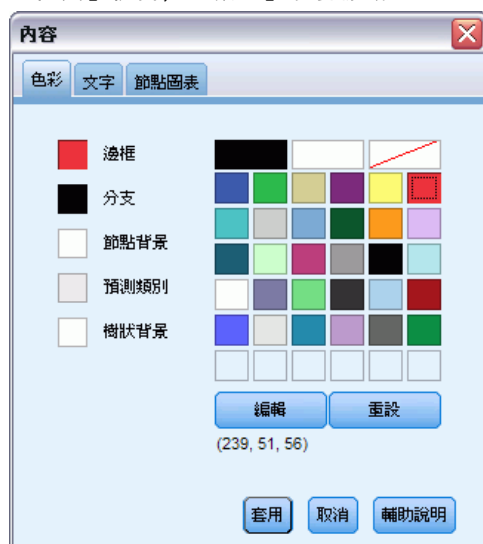 內容
色彩 文字 節點圖表
邊框
分支
節點背景
預測類別
樹狀背景
編輯 重設
(239, 51, 56)
套用 取消 輔助說明